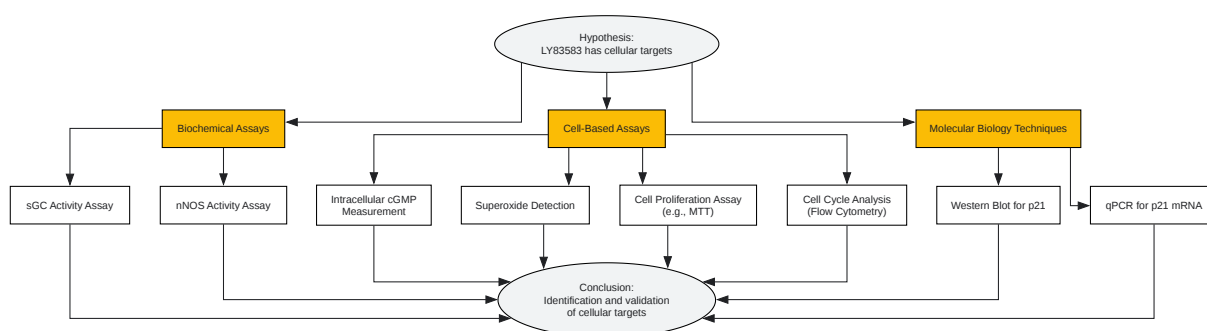 Hypothesis:
LY83583 has cellular targets
Biochemical Assays
Cell-Based Assays
Molecular Biology Techniques
sGC Activity Assay
nNOS Activity Assay
Intracellular cGMP
Measurement
Superoxide Detection
Cell Proliferation Assay
(e.g., MTT)
Cell Cycle Analysis
(Flow Cytometry)
Western Blot for p21
qPCR for p21 mRNA
Conclusion:
Identification and validation
of cellular targets